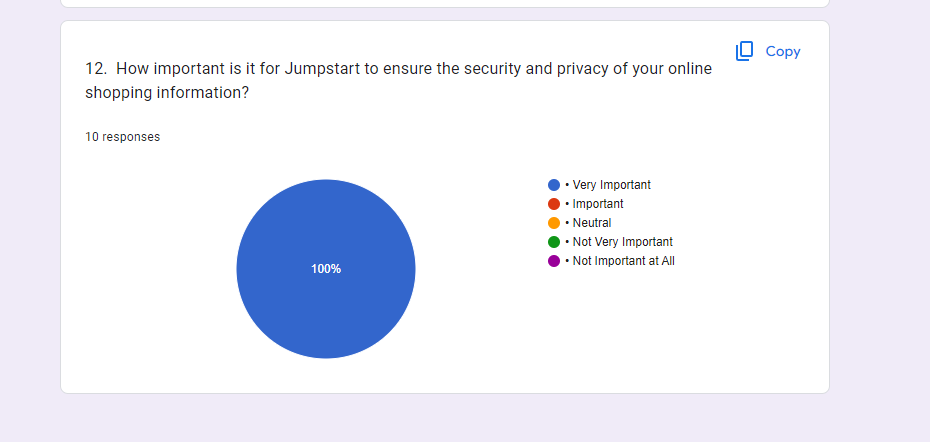 Copy
12. How important is it for Jumpstart to ensure the security and privacy of your online
shopping information?
10 responses
100%
• Very Important
• Important
• Neutral
• Not Very Important
• Not Important at All